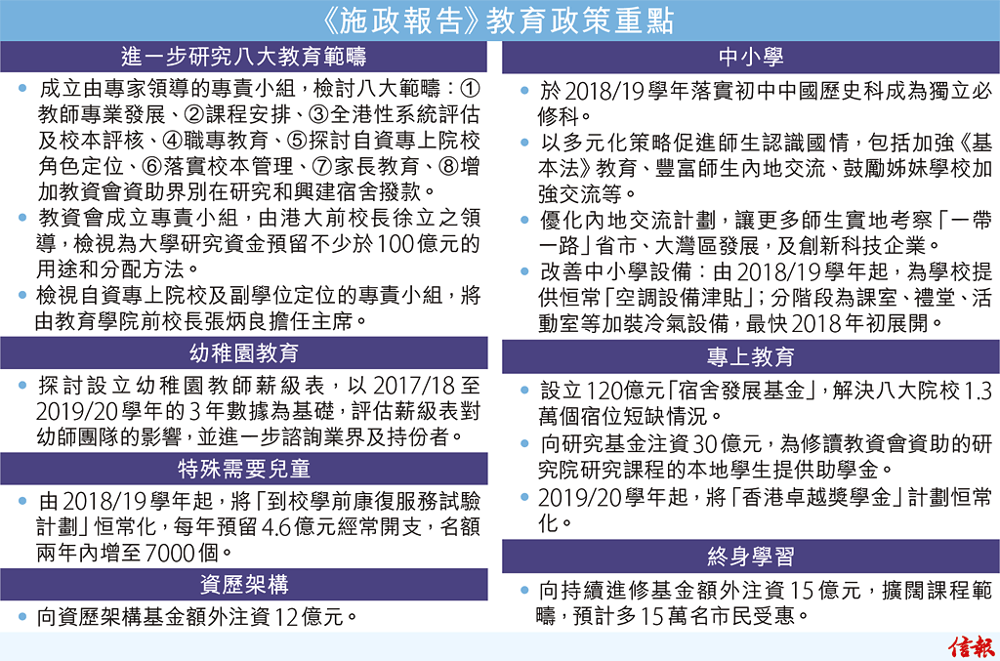 《施政報告》教育政策重點
進一步研究八大教育範疇
• 成立由專家領導的專責小組，檢討八大範疇：①
教師專業發展、②課程安排、③全港性系統評估
及校本評核、④職專教育、⑤探討自資專上院校
角色定位、⑥落實校本管理、⑦家長教育、⑧增
加教資會資助界別在研究和興建宿舍撥款。
• 教資會成立專責小組，由港大前校長徐立之領
導，檢視為大學研究資金預留不少於100億元的
用途和分配方法。
• 檢視自資專上院校及副學位定位的專責小組，將
由教育學院前校長張炳良擔任主席。
幼稚園教育
• 探討設立幼稚園教師薪級表，以2017/18至
2019/20學年的3年數據為基礎，評估薪級表對
幼師團隊的影響，並進一步諮詢業界及持份者。
特殊需要兒童
• 由2018/19學年起，將「到校學前康復服務試驗
計劃」恒常化，每年預留4.6億元經常開支，名額
兩年內增至7000個。
資歷架構
• 向資歷架構基金額外注資12億元。
中小學
• 於2018/19學年落實初中中國歷史科成為獨立必
修科。
• 以多元化策略促進師生認識國情，包括加強《基
本法》教育、豐富師生內地交流、鼓勵姊妹學校加
強交流等。
• 優化內地交流計劃，讓更多師生實地考察「一帶
一路」省市、大灣區發展，及創新科技企業。
• 改善中小學設備：由2018/19學年起，為學校提
供恒常「空調設備津貼」；分階段為課室、禮堂、活
動室等加裝冷氣設備，最快2018年初展開。
專上教育
• 設立120億元「宿舍發展基金」，解決八大院校1.3
萬個宿位短缺情況。
• 向研究基金注資30億元，為修讀教資會資助的研
究院研究課程的本地學生提供助學金。
• 2019/20學年起，將「香港卓越獎學金」計劃恒常
化。
終身學習
• 向持續進修基金額外注資15億元，擴闊課程範
疇，預計多15萬名市民受惠。
信報